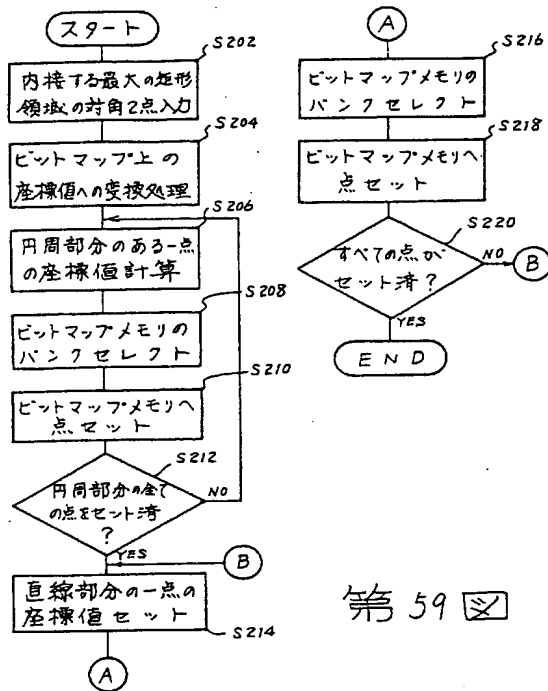 スタート
S202
内接する最大の矩形
領域の対角2点入力
S204
ビットマップ上の
座標値への変換処理
S206
円周部分のある一点
の座標値計算
S208
ビットマップメモリの
バンクセレクト
S210
ビットマップメモリへ
点セット
S212
円周部分の全て
の点をセット済
?
NO
YES
B
直線部分の一点の
座標値セット
S214
A
A
S216
ビットマップメモリの
バンクセレクト
S218
ビットマップメモリへ
点セット
S220
すべての点が
セット済?
NO
B
YES
END
第59図